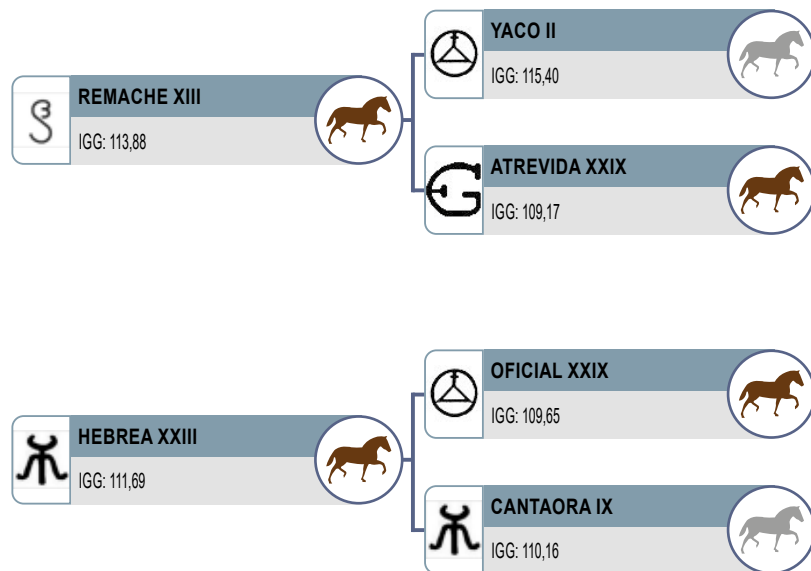 YACO II
IGG: 115,40
REMACHE XIII
IGG: 113,88
ATREVIDA XXIX
IGG: 109,17
OFICIAL XXIX
IGG: 109,65
HEBREA XXIII
IGG: 111,69
CANTAORA IX
IGG: 110,16